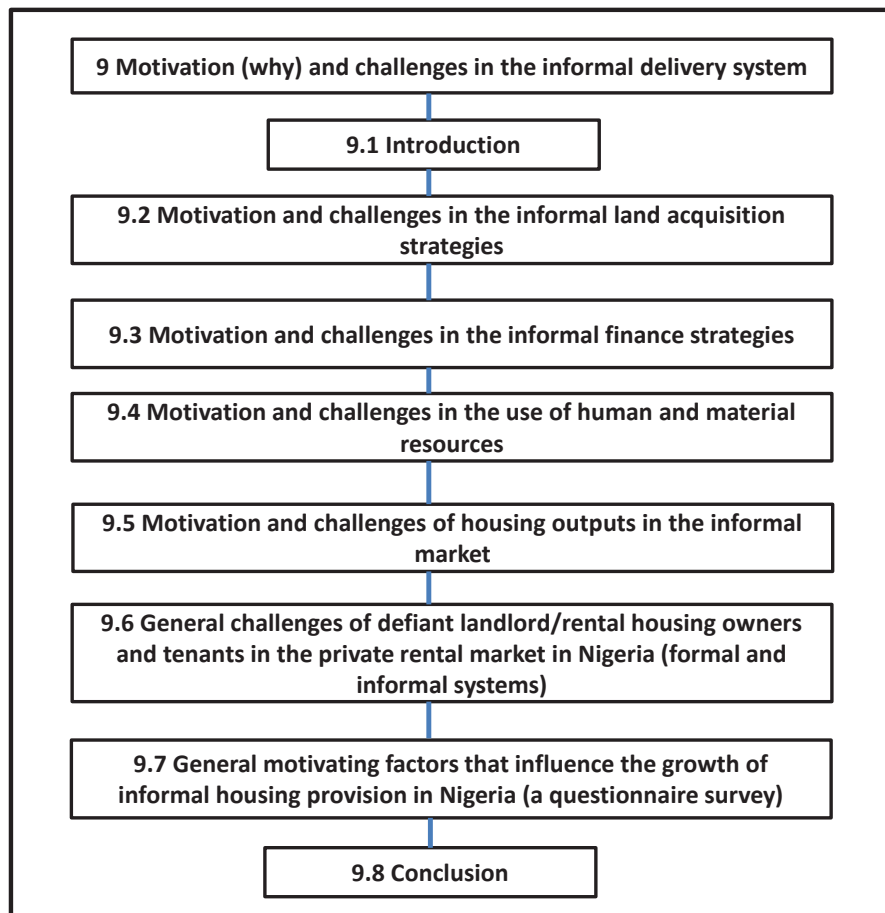 9 Motivation (why) and challenges in the informal delivery system
9.1 Introduction
9.2 Motivation and challenges in the informal land acquisition
strategies
9.3 Motivation and challenges in the informal finance strategies
9.4 Motivation and challenges in the use of human and material
resources
9.5 Motivation and challenges of housing outputs in the informal
market
9.6 General challenges of defiant landlord/rental housing owners
and tenants in the private rental market in Nigeria (formal and
informal systems)
9.7 General motivating factors that influence the growth of
informal housing provision in Nigeria (a questionnaire survey)
9.8 Conclusion